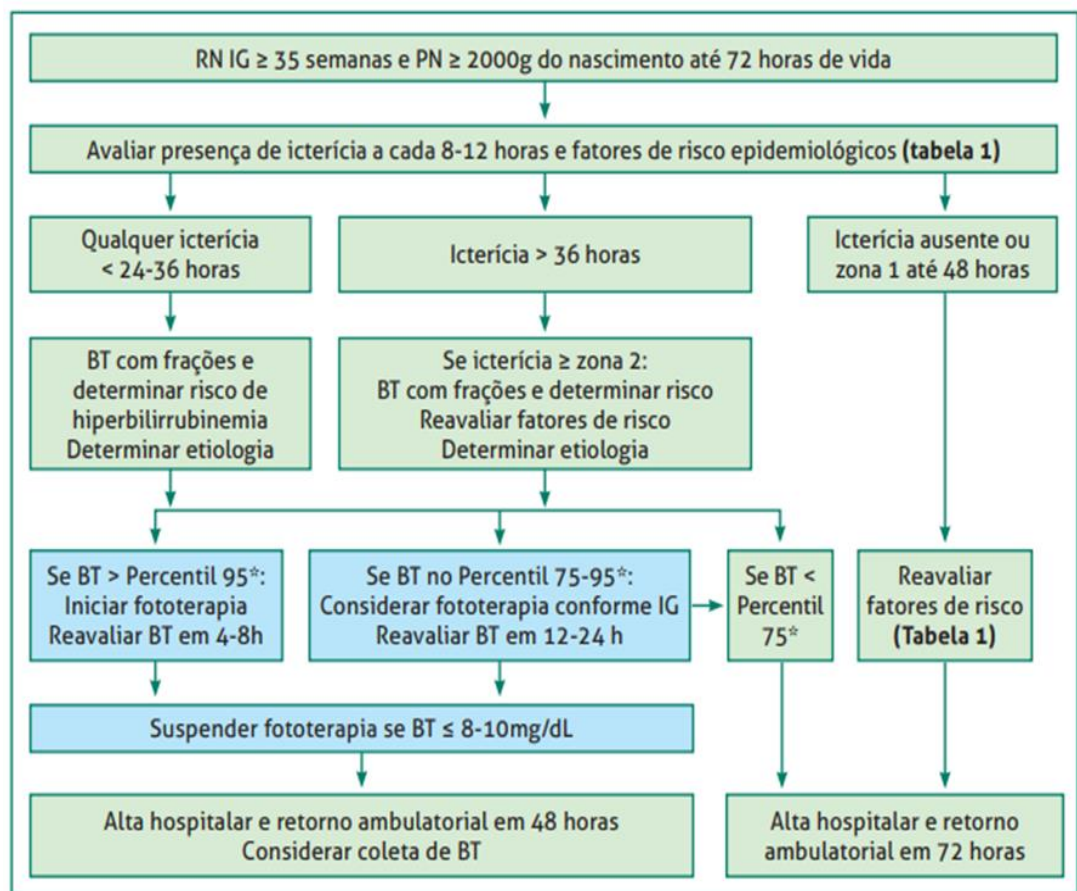 RN IG ≥ 35 semanas e PN ≥ 2000g do nascimento até 72 horas de vida
Avaliar presença de icterícia a cada 8-12 horas e fatores de risco epidemiológicos (tabela 1)
Qualquer icterícia
< 24-36 horas
Icterícia > 36 horas
Icterícia ausente ou
zona 1 até 48 horas
BT com frações e
determinar risco de
hiperbilirrubinemia
Determinar etiologia
Se icterícia ≥ zona 2:
BT com frações e determinar risco
Reavaliar fatores de risco
Determinar etiologia
Se BT > Percentil 95*:
Iniciar fototerapia
Reavaliar BT em 4-8h
Se BT no Percentil 75-95*:
Considerar fototerapia conforme IG
Reavaliar BT em 12-24 h
Se BT <
Percentil
75*
Reavaliar
fatores de risco
(Tabela 1)
Suspender fototerapia se BT ≤ 8-10mg/dL
Alta hospitalar e retorno ambulatorial em 48 horas
Considerar coleta de BT
Alta hospitalar e retorno
ambulatorial em 72 horas